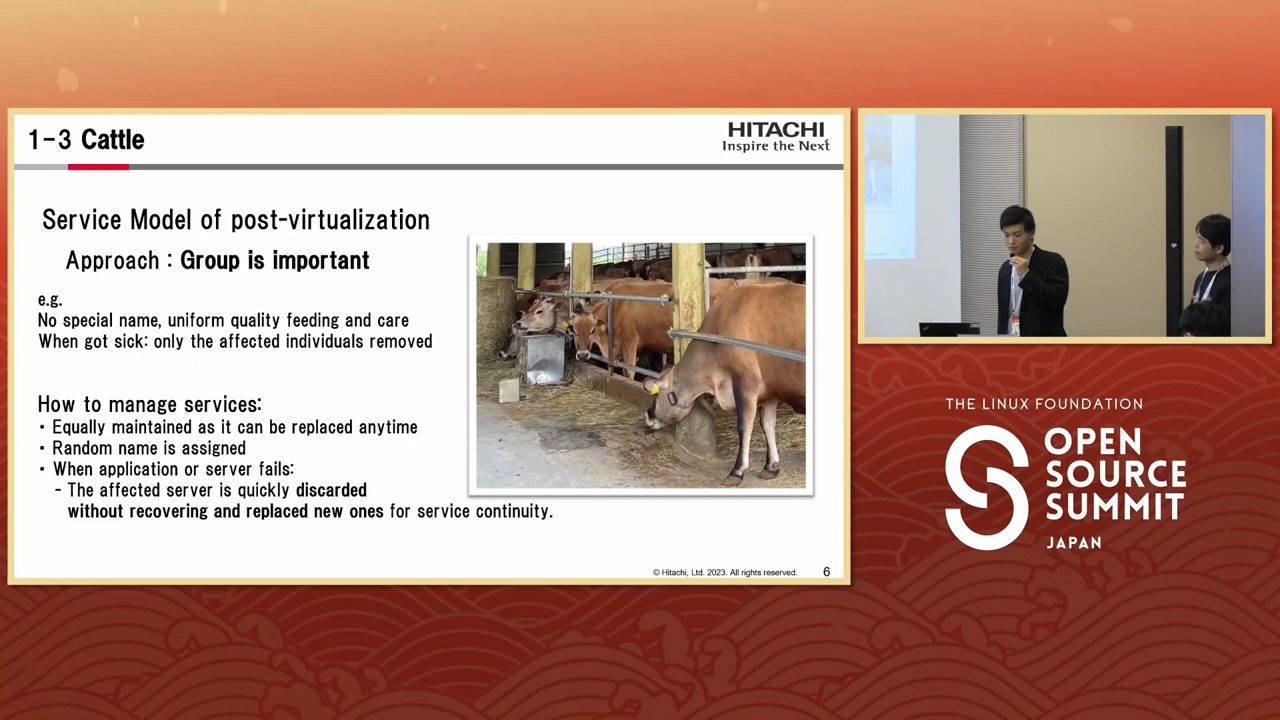 1-3 Cattle
HITACHI
Inspire the Next
Service Model of post-virtualization
Approach : Group is important
e.g.
No special name, uniform quality feeding and care
When got sick: only the affected individuals removed
How to manage services:
・Equally maintained as it can be replaced anytime
・Random name is assigned
・When application or server fails:
- The affected server is quickly discarded
without recovering and replaced new ones for service continuity.
© Hitachi, Ltd. 2023. All rights reserved.
6
THE LINUX FOUNDATION
OPEN
SOURCE
SUMMIT
JAPAN